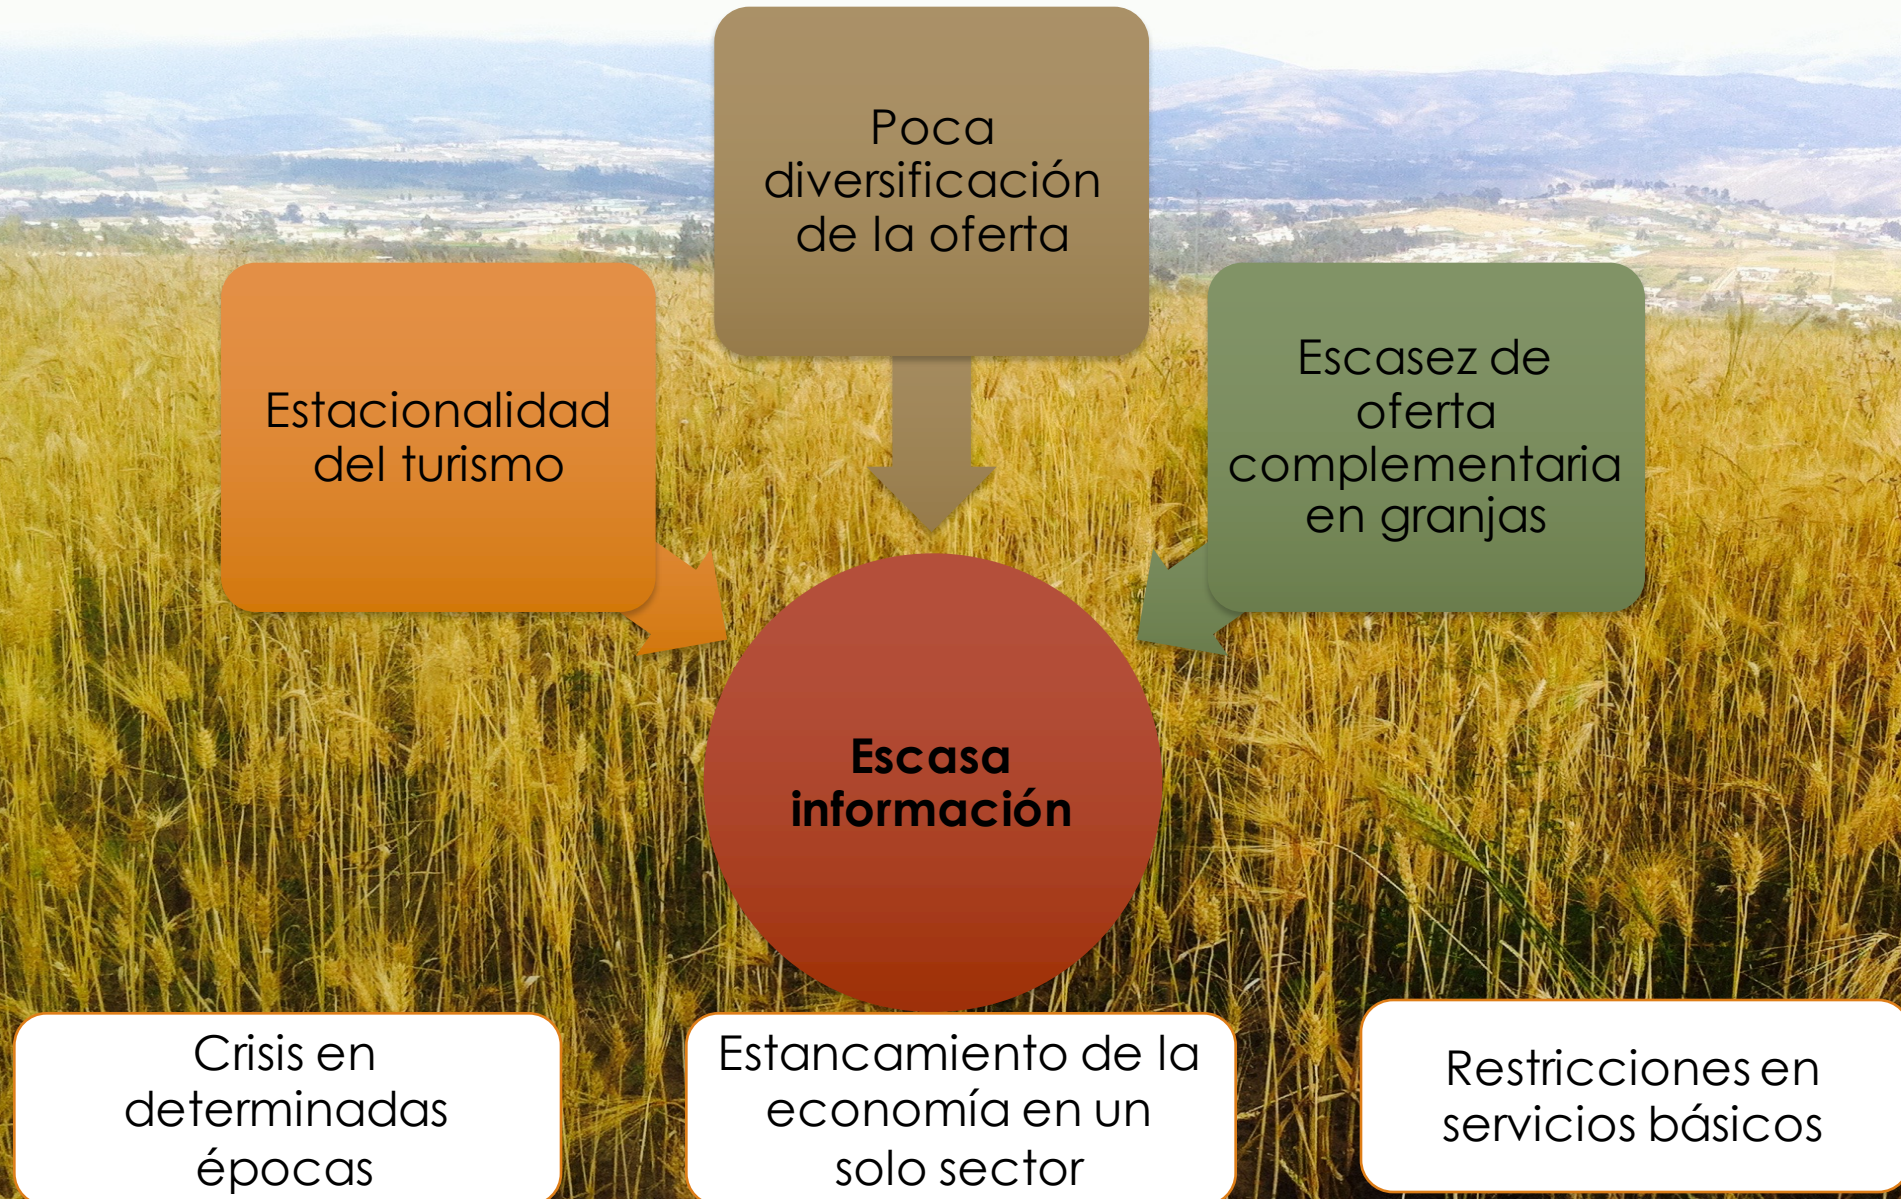 Poca
diversificación
de la oferta
Estacionalidad
del turismo
Escasez de
oferta
complementaria
en granjas
Escasa
información
Crisis en
determinadas
épocas
Estancamiento de la
economía en un
solo sector
Restricciones en
servicios básicos